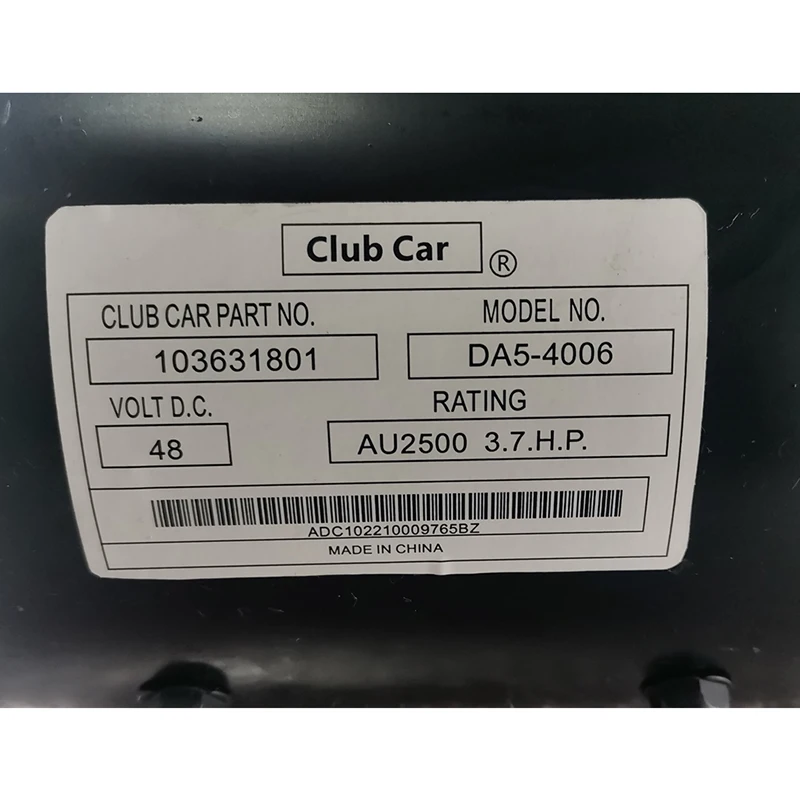 Club Car ®
CLUB CAR PART NO. MODEL NO.
103631801 DA5-4006
VOLT D.C. RATING
48 AU2500 3.7.H.P.
ADC102210009765BZ
MADE IN CHINA